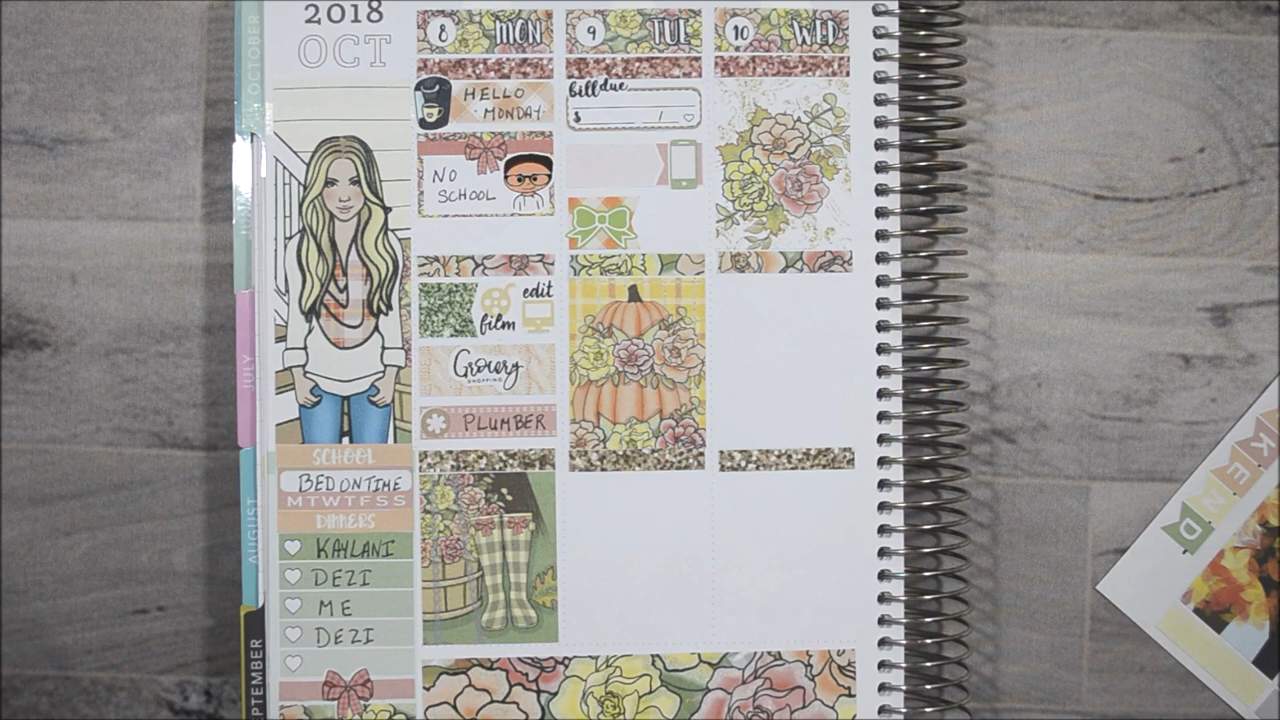 2018
OCT
OCTOBER
JULY
AUGUST
SEPTEMBER
8 MON
HELLO
MONDAY
NO
SCHOOL
film
edit
Grocery
SHOPPING
PLUMBER
9 TUE
bill due
$ /
10 WED
SCHOOL
BED ON TIME
M T W T F S S
DINNERS
KAYLANI
DEZI
ME
DEZI
KEND